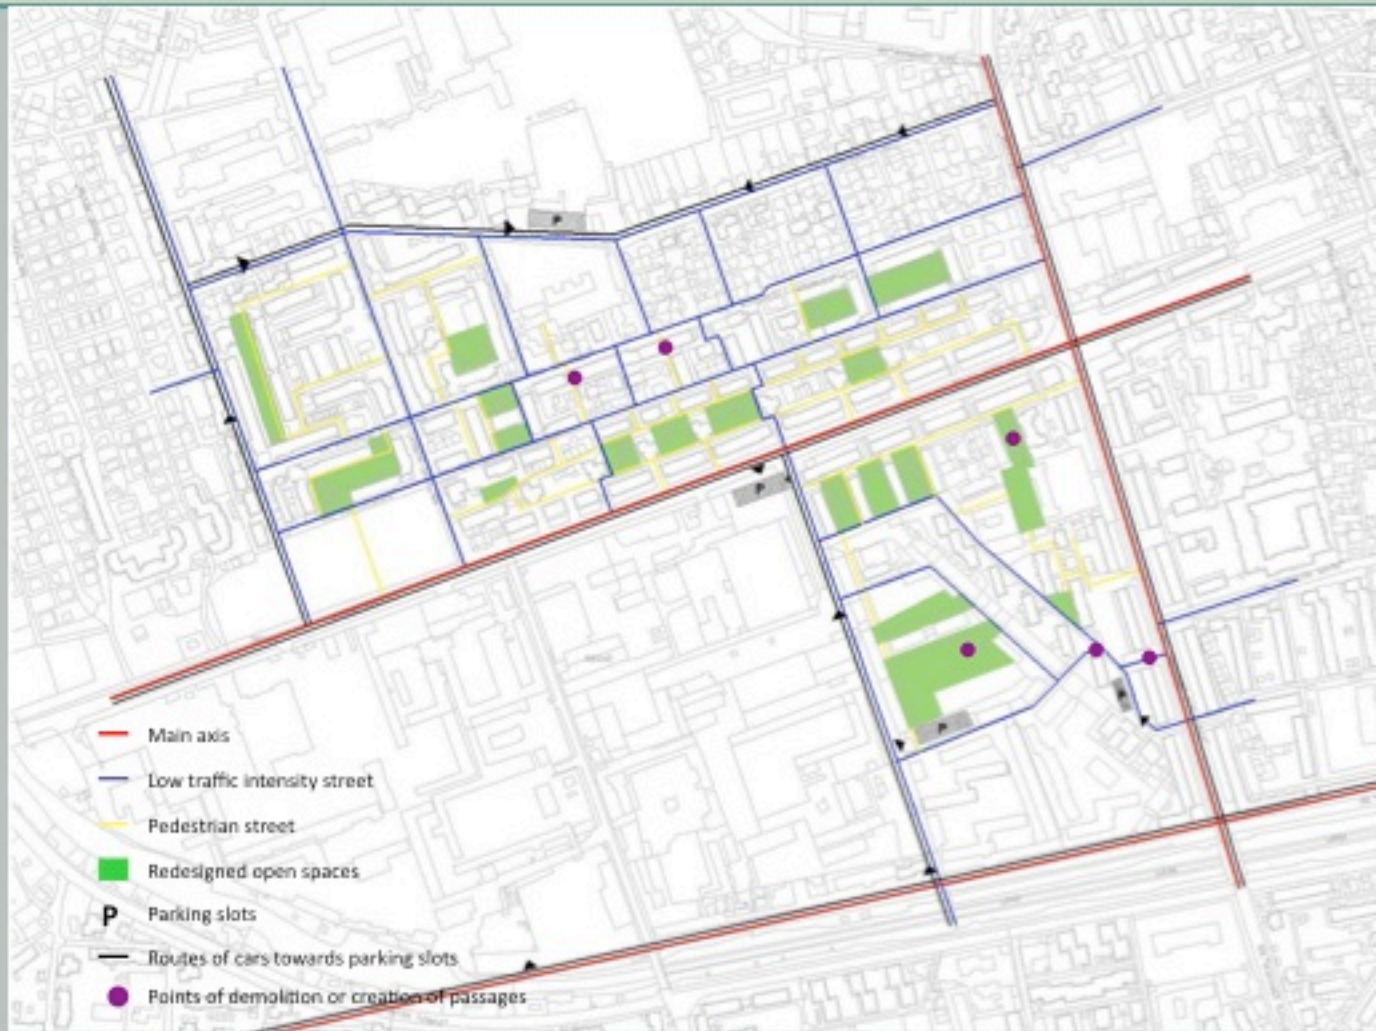 P
P
P
P
Main axis
Low traffic intensity street
Pedestrian street
Redesigned open spaces
P Parking slots
Routes of cars towards parking slots
Points of demolition or creation of passages